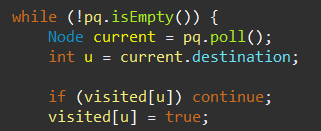 while (!pq.isEmpty()) {
    Node current = pq.poll();
    int u = current.destination;

    if (visited[u]) continue;
    visited[u] = true;